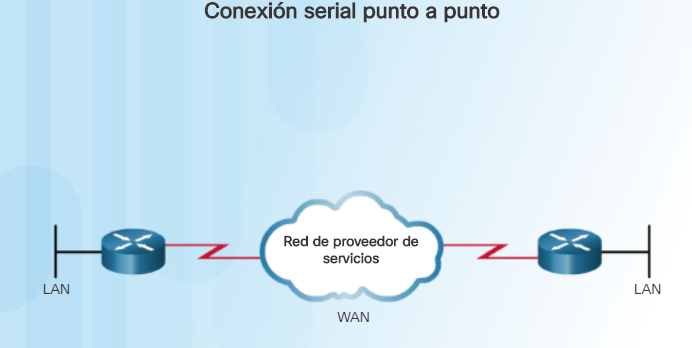 Conexión serial punto a punto
Red de proveedor de
servicios
LAN
LAN
WAN